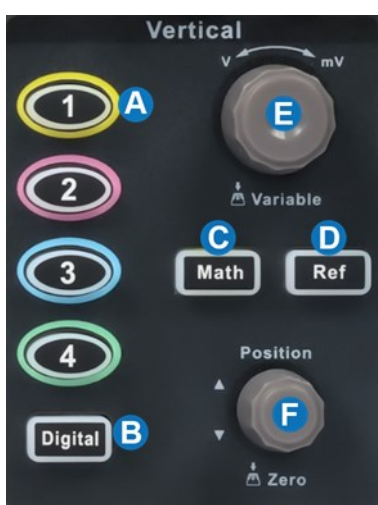 Vertical
V mV
1 A
E
2
Variable
C D
3 Math Ref
4
Position
Digital B
F
Zero